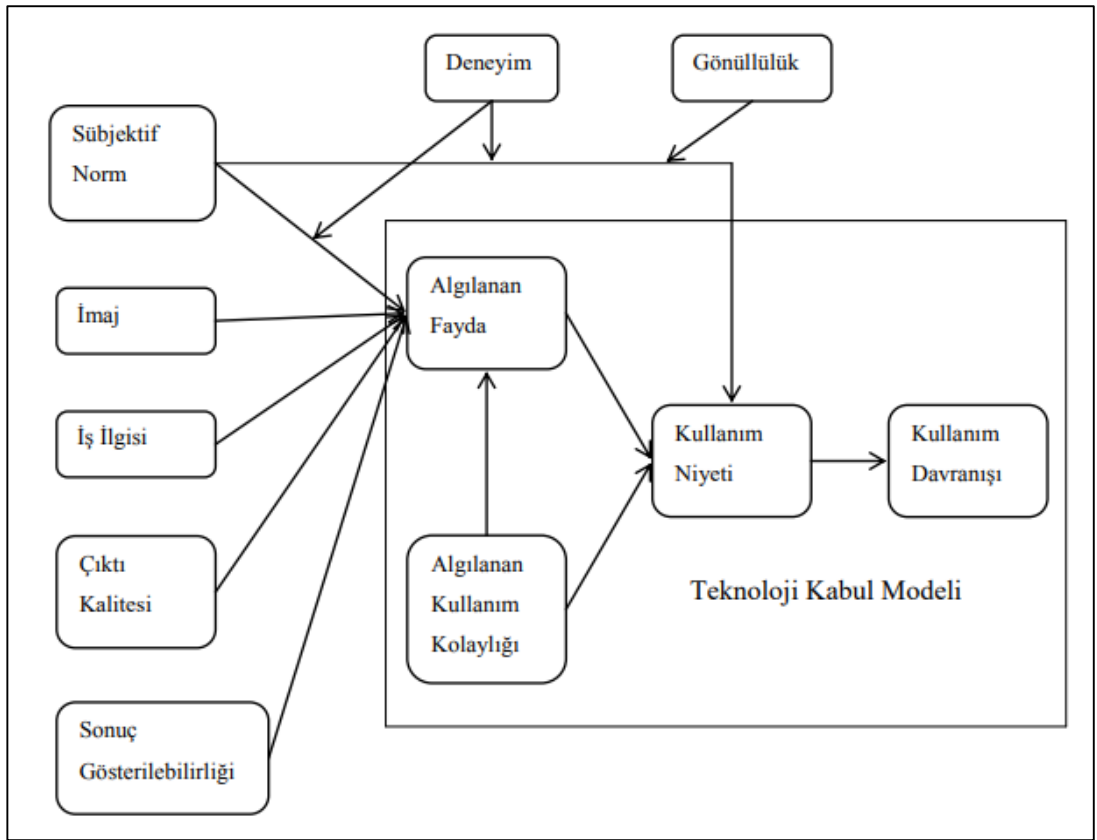 Deneyim
Gönüllülük
Sübjektif
Norm
İmaj
İş İlgisi
Çıktı
Kalitesi
Sonuç
Gösterilebilirliği
Algılanan
Fayda
Algılanan
Kullanım
Kolaylığı
Kullanım
Niyeti
Kullanım
Davranışı
Teknoloji Kabul Modeli